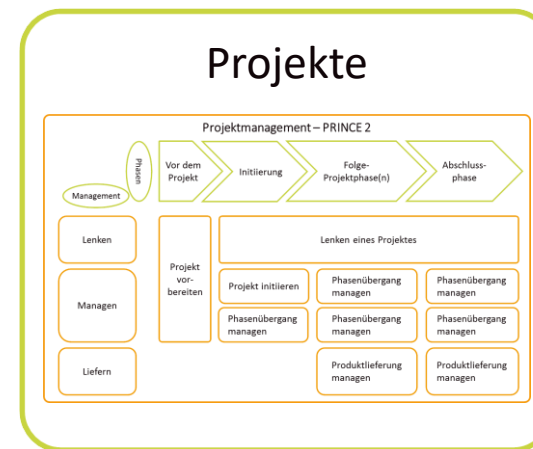 Projekte
Projektmanagement – PRINCE 2
Phasen
Management
Vor dem
Projekt
Initiierung
Folge-
Projektphase(n)
Abschluss-
phase
Lenken
Projekt
vor-
bereiten
Lenken eines Projektes
Managen
Projekt initiieren
Phasenübergang
managen
Phasenübergang
managen
Phasenübergang
managen
Phasenübergang
managen
Phasenübergang
managen
Liefern
Produktlieferung
managen
Produktlieferung
managen